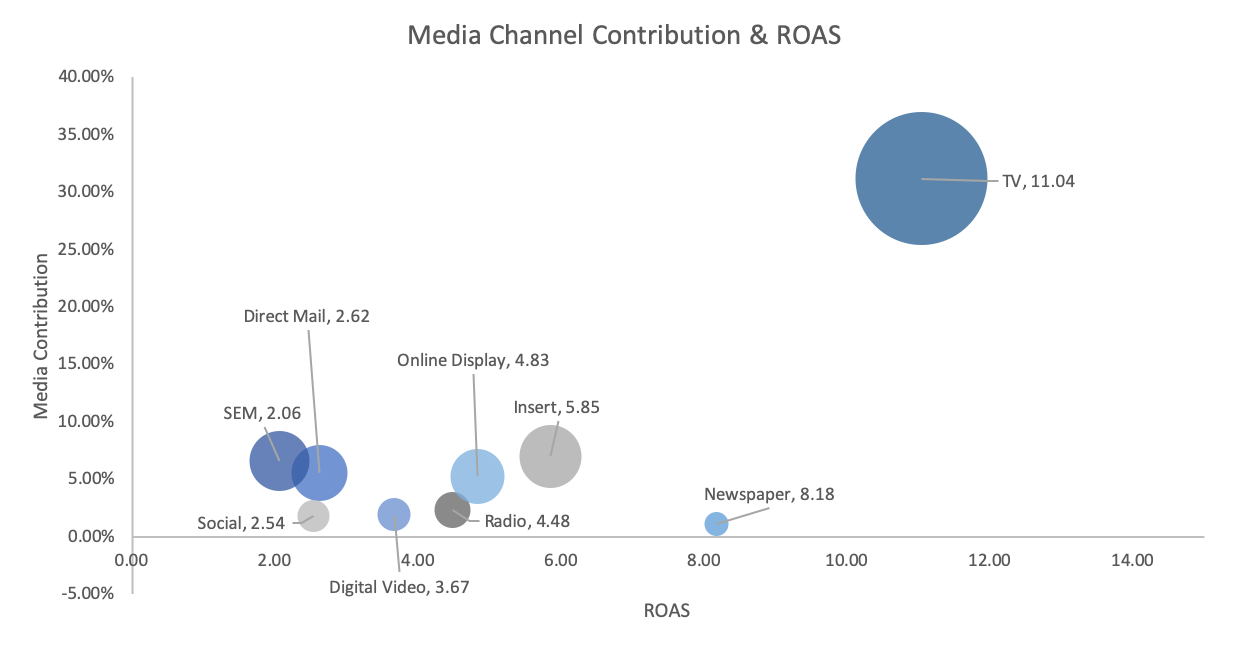 Media Channel Contribution & ROAS
40.00%
35.00%
30.00%
25.00%
20.00%
15.00%
10.00%
5.00%
0.00%
-5.00%
Media Contribution
TV, 11.04
Direct Mail, 2.62
Online Display, 4.83
SEM, 2.06
Insert, 5.85
Newspaper, 8.18
Social, 2.54
Radio, 4.48
Digital Video, 3.67
0.00
2.00
4.00
6.00
8.00
10.00
12.00
14.00
ROAS